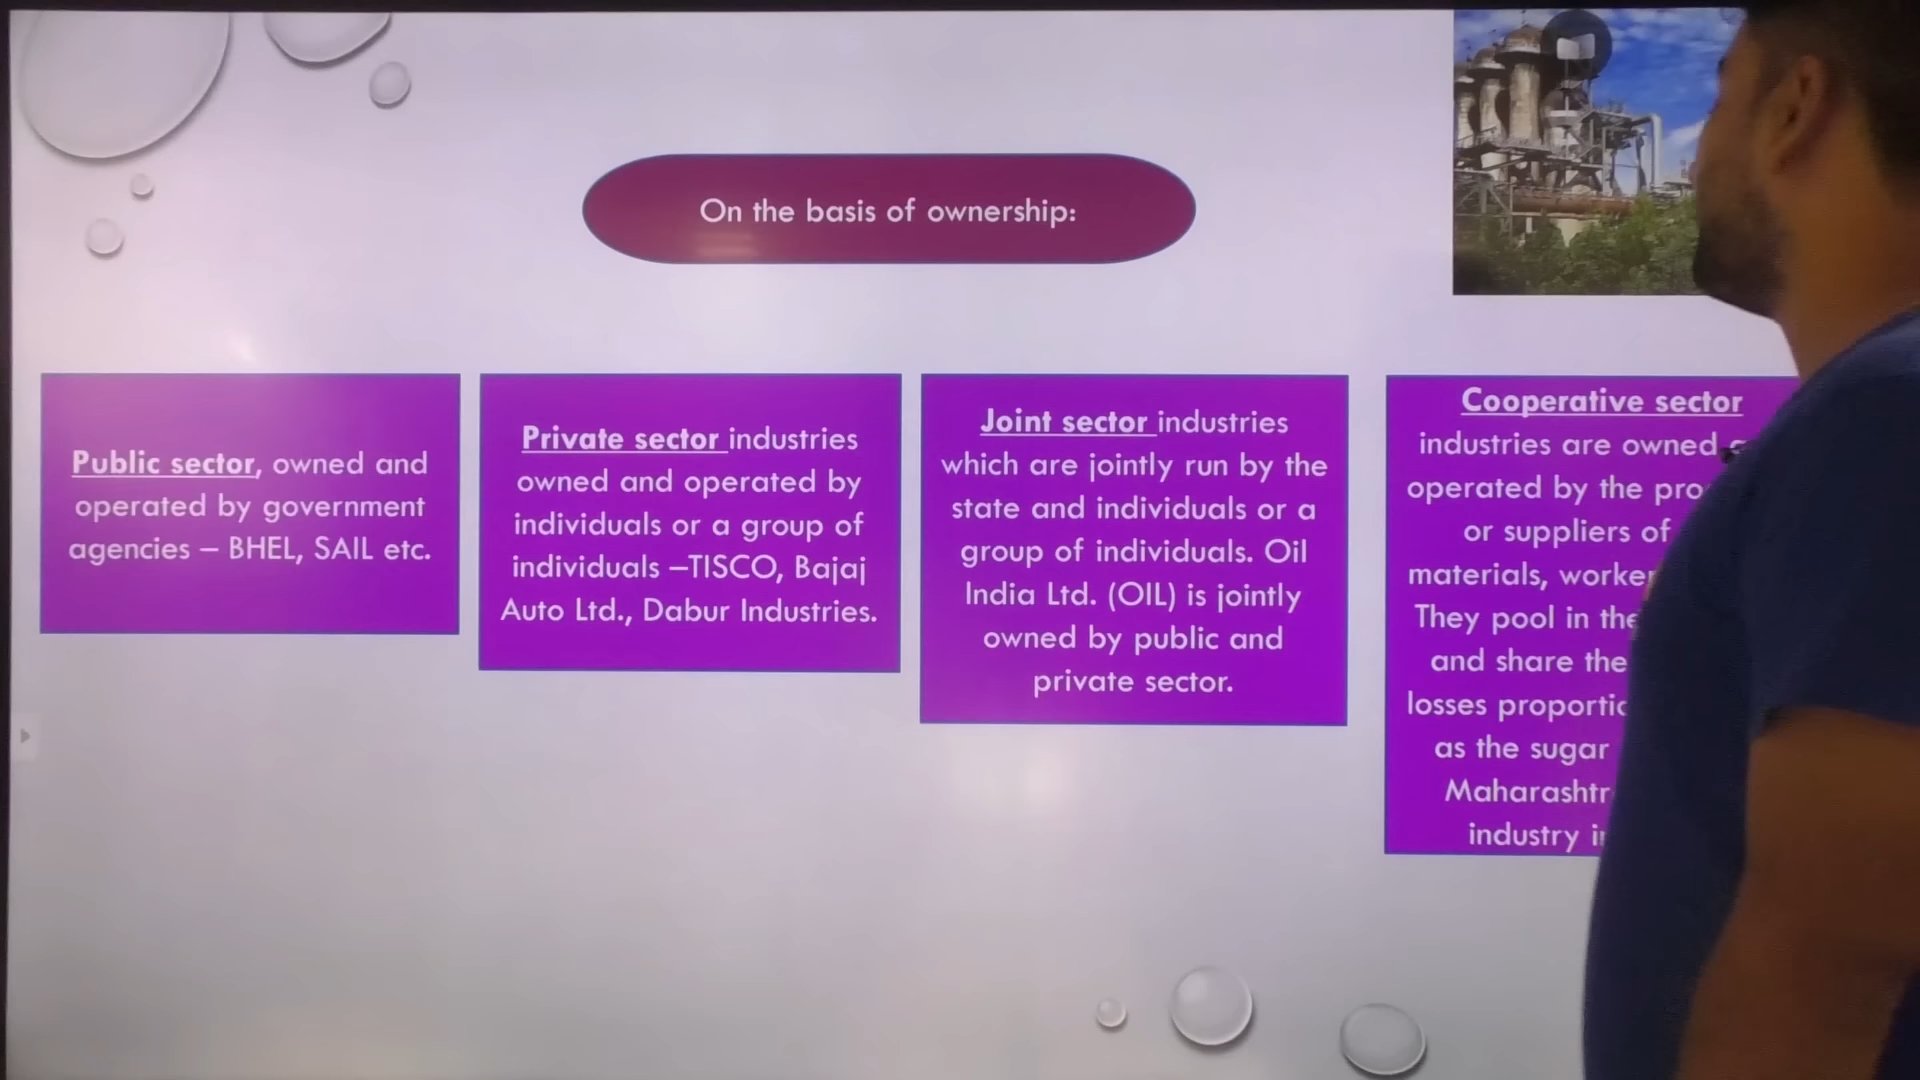 On the basis of ownership:
Public sector, owned and
operated by government
agencies – BHEL, SAIL etc.
Private sector industries
owned and operated by
individuals or a group of
individuals –TISCO, Bajaj
Auto Ltd., Dabur Industries.
Joint sector industries
which are jointly run by the
state and individuals or a
group of individuals. Oil
India Ltd. (OIL) is jointly
owned by public and
private sector.
Cooperative sector
industries are owned
operated by the
or suppliers of
materials,
They pool in
and share the
losses
as the sugar
industry